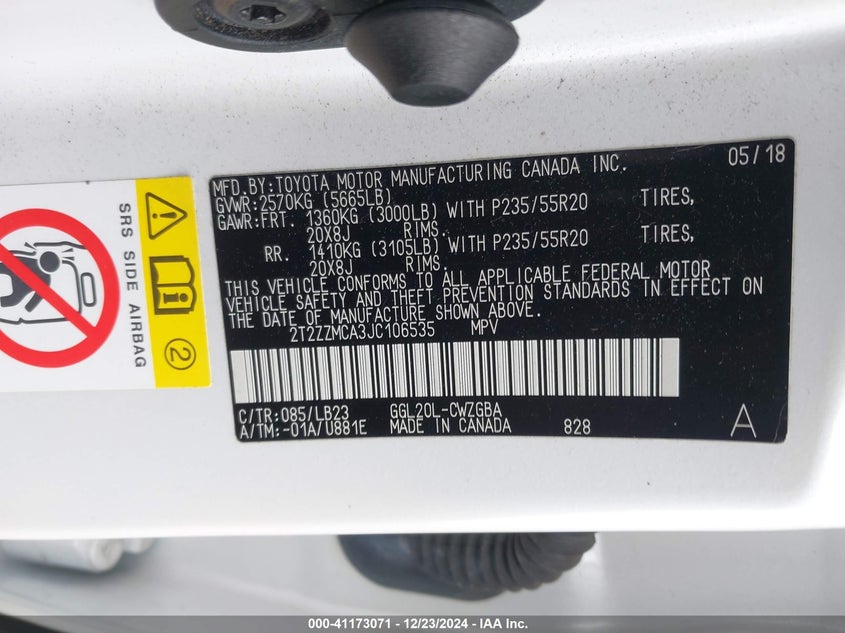 MFD.BY:TOYOTA MOTOR MANUFACTURING CANADA INC. 05/18
GVWR:2570KG (5665LB)
GAWR:FRT. 1360KG (3000LB) WITH P235/55R20 TIRES,
20X8J RIMS.
RR. 1410KG (3105LB) WITH P235/55R20 TIRES,
20X8J RIMS.
THIS VEHICLE CONFORMS TO ALL APPLICABLE FEDERAL MOTOR
VEHICLE SAFETY AND THEFT PREVENTION STANDARDS IN EFFECT ON
THE DATE OF MANUFACTURE SHOWN ABOVE.
2T2ZZMCA3JC106535 MPV
C/TR:085/LB23 GGL20L-CWZGBA
A/TM:-01A/U881E MADE IN CANADA 828 A
SRS SIDE AIRBAG
2
000-41173071 - 12/23/2024 - IAA Inc.